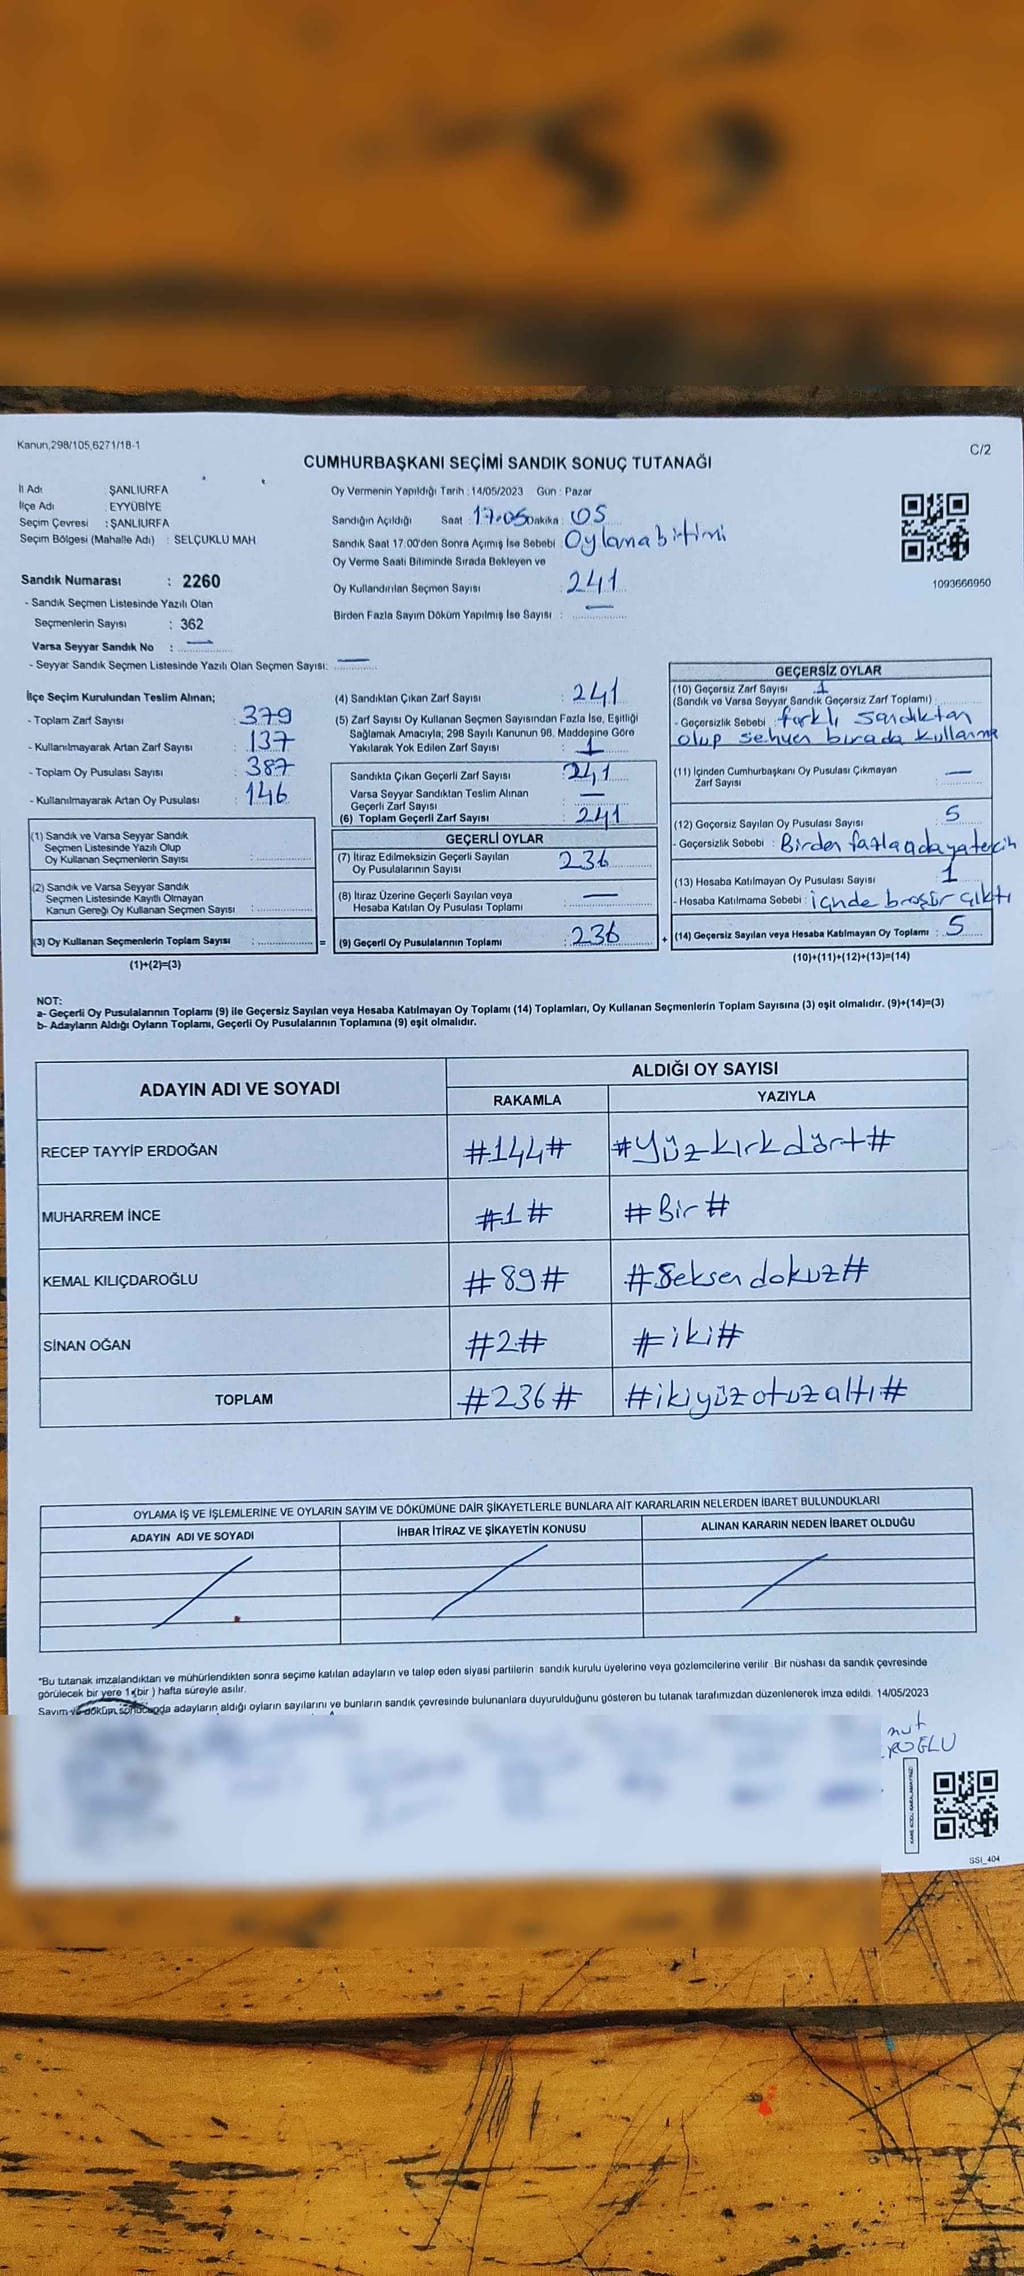 Kanun,298/105,6271/18-1
C/2
CUMHURBAŞKANI SEÇİMİ SANDIK SONUÇ TUTANAĞI
İl Adı : ŞANLIURFA
İlçe Adı : EYYÜBİYE
Seçim Çevresi : ŞANLIURFA
Seçim Bölgesi (Mahalle Adı) : SELÇUKLU MAH
Sandık Numarası : 2260
- Sandık Seçmen Listesinde Yazılı Olan
Seçmenlerin Sayısı : 362
Varsa Seyyar Sandık No : —
- Seyyar Sandık Seçmen Listesinde Yazılı Olan Seçmen Sayısı: —
Oy Vermenin Yapıldığı Tarih : 14/05/2023 Gün : Pazar
Sandığın Açıldığı Saat : 17.05 Dakika : 05
Sandık Saat 17:00'den Sonra Açımış İse Sebebi : Oylama bitimi
Oy Verme Saati Bitiminde Sırada Bekleyen ve
Oy Kullandırılan Seçmen Sayısı : 241
Birden Fazla Sayım Döküm Yapılmış İse Sayısı : —
1093666950
İlçe Seçim Kurulundan Teslim Alınan;
- Toplam Zarf Sayısı : 379
- Kullanılmayarak Artan Zarf Sayısı : 137
- Toplam Oy Pusulası Sayısı : 387
- Kullanılmayarak Artan Oy Pusulası : 146
(1) Sandık ve Varsa Seyyar Sandık
Seçmen Listesinde Yazılı Olup
Oy Kullanan Seçmenlerin Sayısı :
(2) Sandık ve Varsa Seyyar Sandık
Seçmen Listesinde Kayıtlı Olmayan
Kanun Gereği Oy Kullanan Seçmen Sayısı :
(3) Oy Kullanan Seçmenlerin Toplam Sayısı : =
(1)+(2)=(3)
(4) Sandıktan Çıkan Zarf Sayısı : 241
(5) Zarf Sayısı Oy Kullanan Seçmen Sayısından Fazla İse, Eşitliği
Sağlamak Amacıyla; 298 Sayılı Kanunun 98. Maddesine Göre
Yakılarak Yok Edilen Zarf Sayısı : 1
Sandıkta Çıkan Geçerli Zarf Sayısı : 241
Varsa Seyyar Sandıktan Teslim Alınan
Geçerli Zarf Sayısı : —
(6) Toplam Geçerli Zarf Sayısı : 241
GEÇERLİ OYLAR
(7) İtiraz Edilmeksizin Geçerli Sayılan
Oy Pusulalarının Sayısı : 236
(8) İtiraz Üzerine Geçerli Sayılan veya
Hesaba Katılan Oy Pusulası Toplamı : —
(9) Geçerli Oy Pusulalarının Toplamı : 236 +
GEÇERSİZ OYLAR
(10) Geçersiz Zarf Sayısı : 1
(Sandık ve Varsa Seyyar Sandık Geçersiz Zarf Toplamı)
- Geçersizlik Sebebi : farklı sandıktan
olup sehven burada kullanma
(11) İçinden Cumhurbaşkanı Oy Pusulası Çıkmayan
Zarf Sayısı : —
(12) Geçersiz Sayılan Oy Pusulası Sayısı : 5
- Geçersizlik Sebebi : Birden fazla adaya tercih
(13) Hesaba Katılmayan Oy Pusulası Sayısı : 1
- Hesaba Katılmama Sebebi : içinde broşür çıktı
(14) Geçersiz Sayılan veya Hesaba Katılmayan Oy Toplamı : 5
(10)+(11)+(12)+(13)=(14)
NOT:
a- Geçerli Oy Pusulalarının Toplamı (9) ile Geçersiz Sayılan veya Hesaba Katılmayan Oy Toplamı (14) Toplamları, Oy Kullanan Seçmenlerin Toplam Sayısına (3) eşit olmalıdır. (9)+(14)=(3)
b- Adayların Aldığı Oyların Toplamı, Geçerli Oy Pusulalarının Toplamına (9) eşit olmalıdır.
ADAYIN ADI VE SOYADI
ALDIĞI OY SAYISI
RAKAMLA YAZIYLA
RECEP TAYYİP ERDOĞAN #144# #Yüzkırkdört#
MUHARREM İNCE #1# #Bir#
KEMAL KILIÇDAROĞLU #89# #Seksendokuz#
SİNAN OĞAN #2# #iki#
TOPLAM #236# #ikiyüzotuzaltı#
OYLAMA İŞ VE İŞLEMLERİNE VE OYLARIN SAYIM VE DÖKÜMÜNE DAİR ŞİKAYETLERLE BUNLARA AİT KARARLARIN NELERDEN İBARET BULUNDUKLARI
ADAYIN ADI VE SOYADI İHBAR İTİRAZ VE ŞİKAYETİN KONUSU ALINAN KARARIN NEDEN İBARET OLDUĞU
*Bu tutanak imzalandıktan ve mühürlendikten sonra seçime katılan adayların ve talep eden siyasi partilerin sandık kurulu üyelerine veya gözlemcilerine verilir. Bir nüshası da sandık çevresinde
görülecek bir yere 1 (bir) hafta süreyle asılır.
Sayım ve döküm sonucunda adayların aldığı oyların sayılarını ve bunların sandık çevresinde bulunanlara duyurulduğunu gösteren bu tutanak tarafımızdan düzenlenerek imza edildi. 14/05/2023
SSI_404